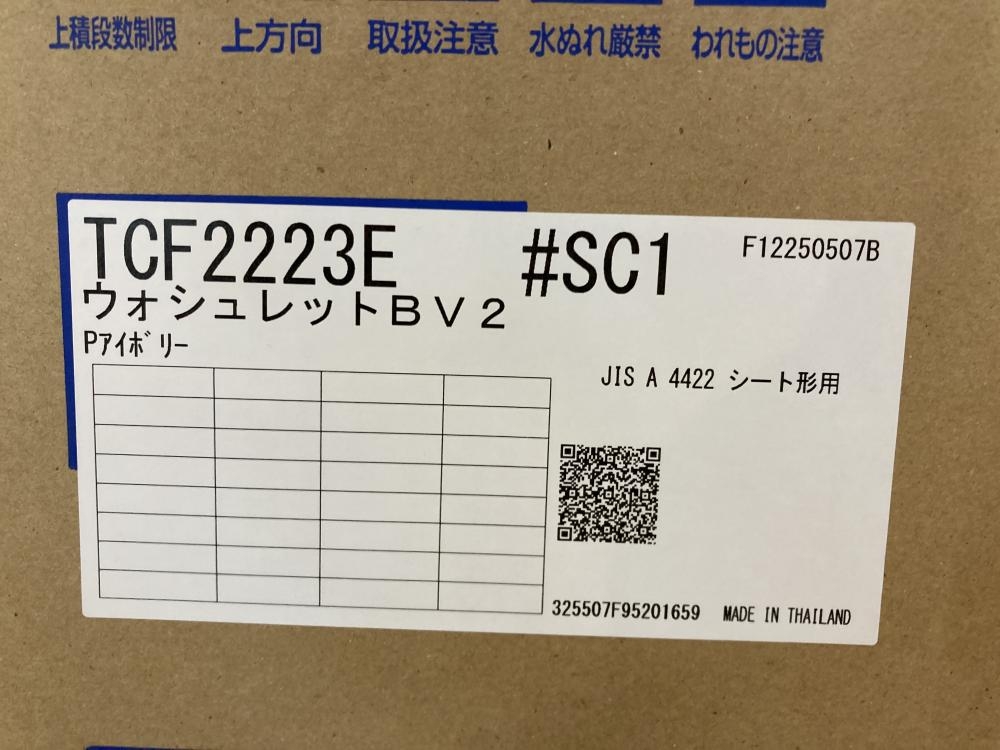 上積段数制限 上方向 取扱注意 水ぬれ厳禁 われもの注意
TCF2223E #SC1 F12250507B
ウォシュレットＢＶ２
Pｱｲﾎﾞﾘｰ
JIS A 4422 シート形用
325507F95201659 MADE IN THAILAND